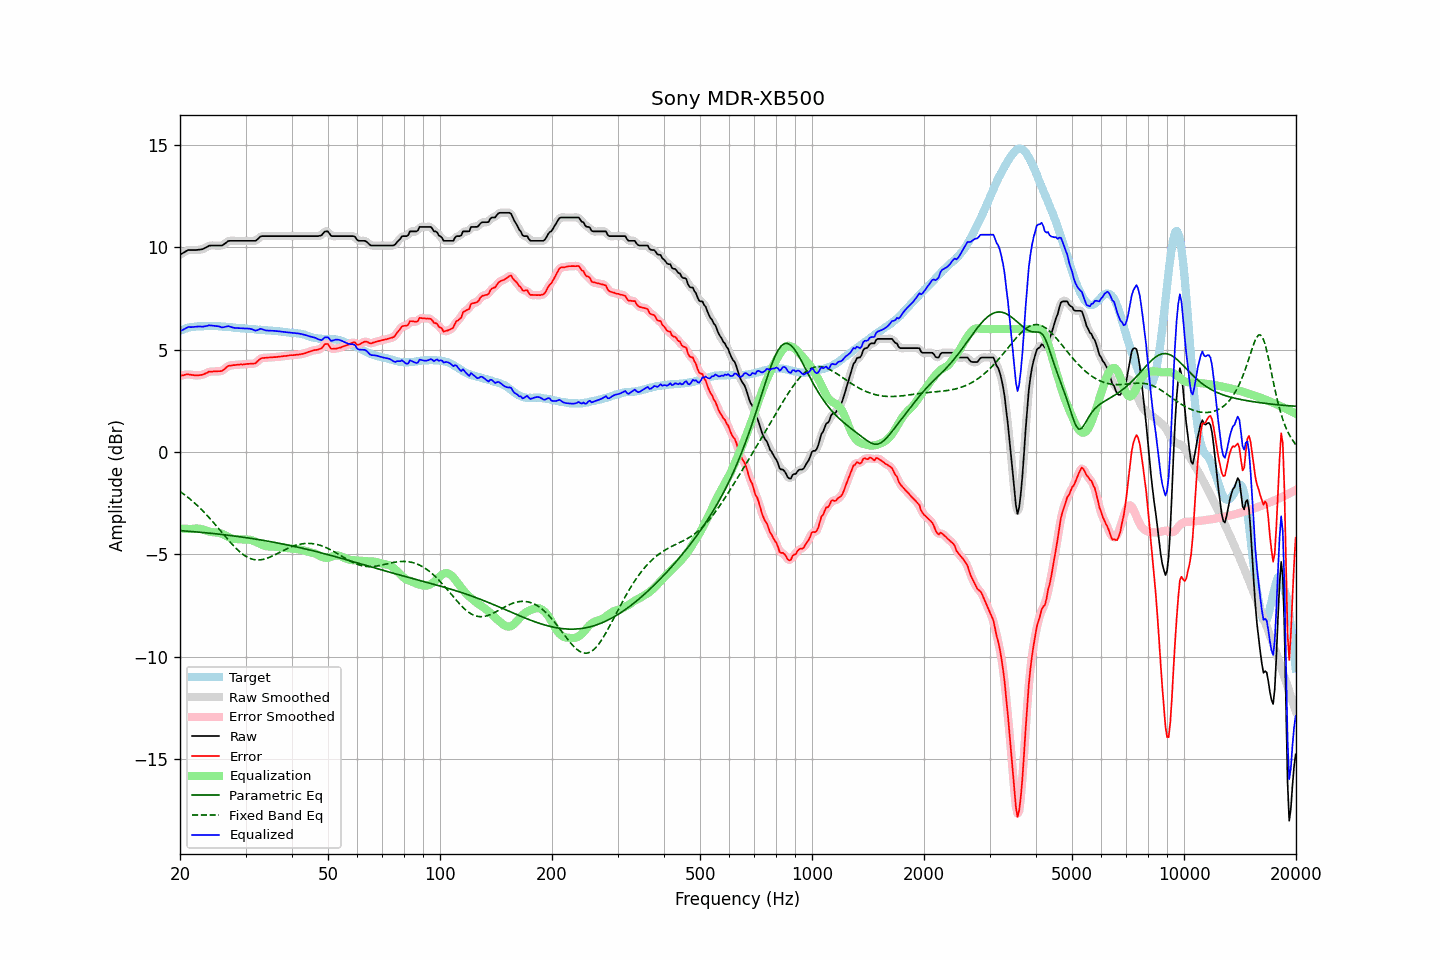 Sony MDR-XB500
Amplitude (dBr)
15
10
5
0
−5
−10
−15
Target
Raw Smoothed
Error Smoothed
Raw
Error
Equalization
Parametric Eq
Fixed Band Eq
Equalized
20 50 100 200 500 1000 2000 5000 10000 20000
Frequency (Hz)